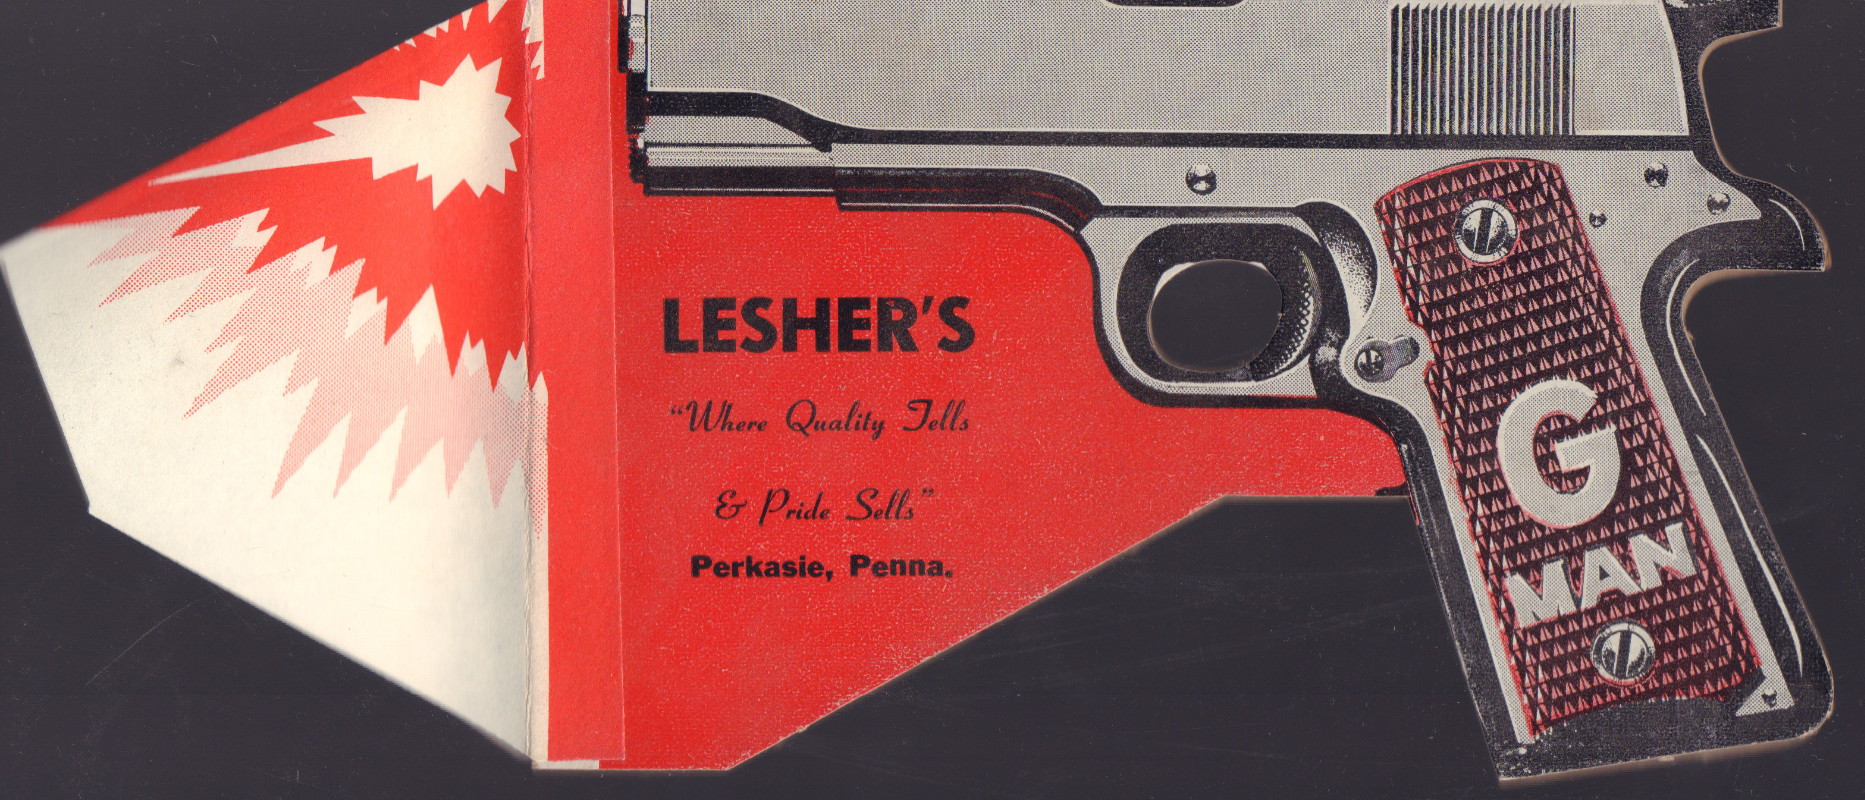 LESHER'S
“Where Quality Tells
& Pride Sells”
Perkasie, Penna.
G
MAN